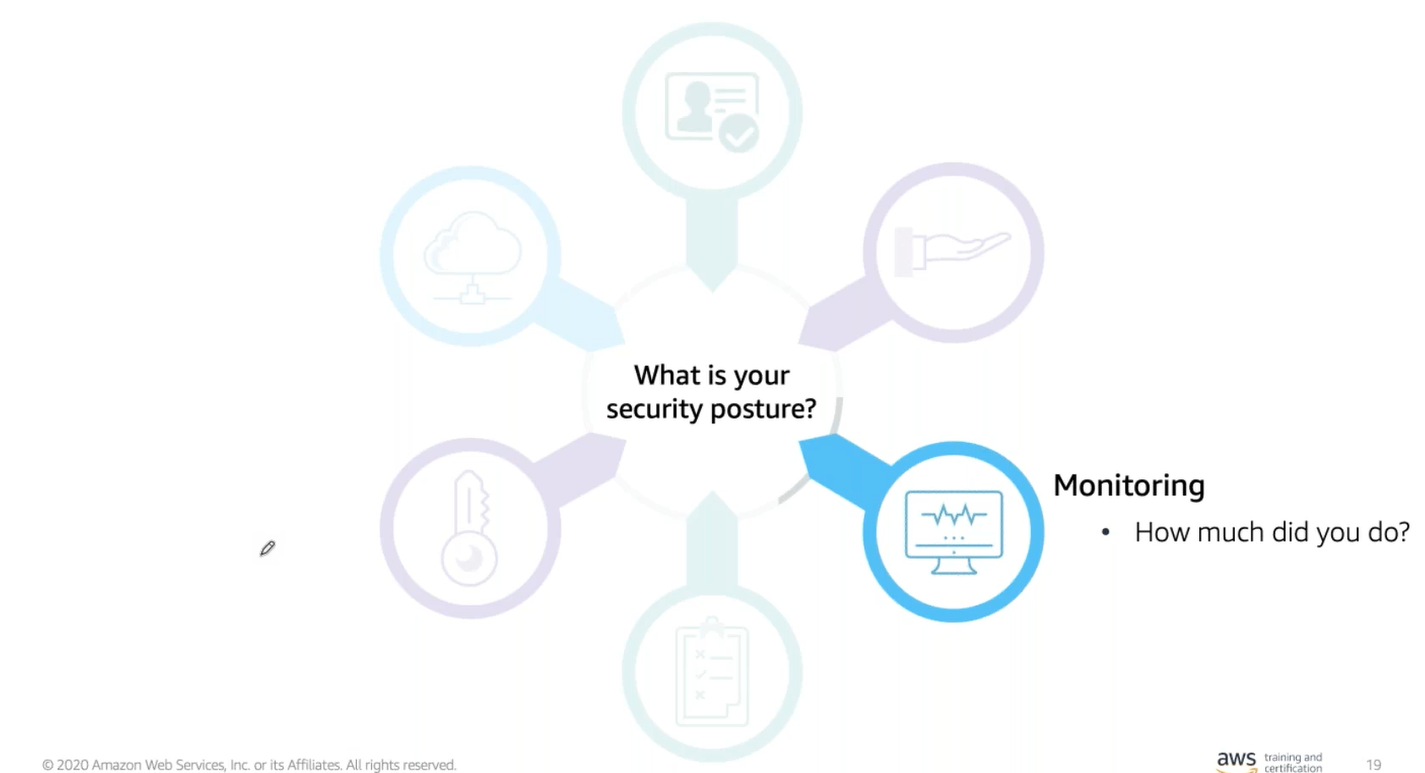 What is your
security posture?
Monitoring
• How much did you do?
© 2020 Amazon Web Services, Inc. or its Affiliates. All rights reserved.
aws training and
certification
19